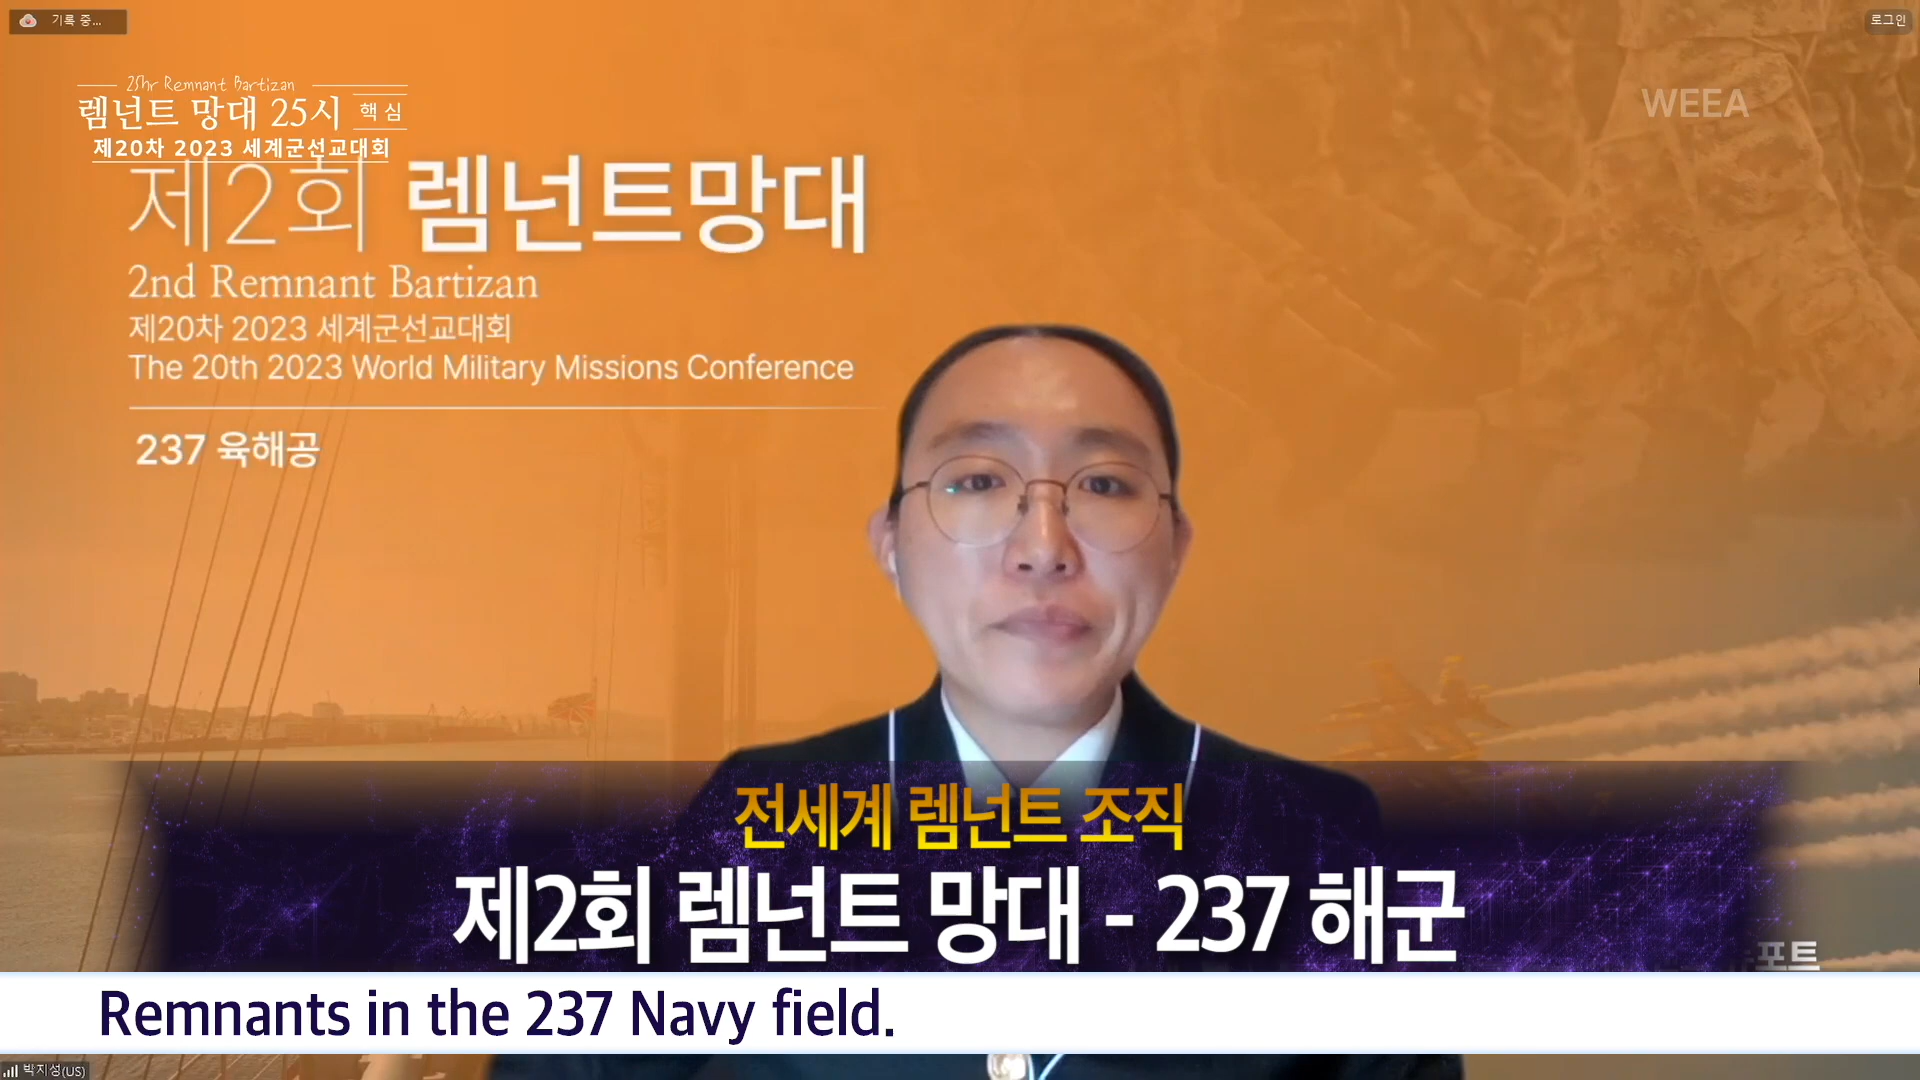 기록 중...
로그인
25hr Remnant Bartizan
렘넌트 망대 25시 핵심
제20차 2023 세계군선교대회
WEEA
제2회 렘넌트망대
2nd Remnant Bartizan
제20차 2023 세계군선교대회
The 20th 2023 World Military Missions Conference
237 육해공
전세계 렘넌트 조직
제2회 렘넌트 망대 - 237 해군
포트
Remnants in the 237 Navy field.
박지성(US)